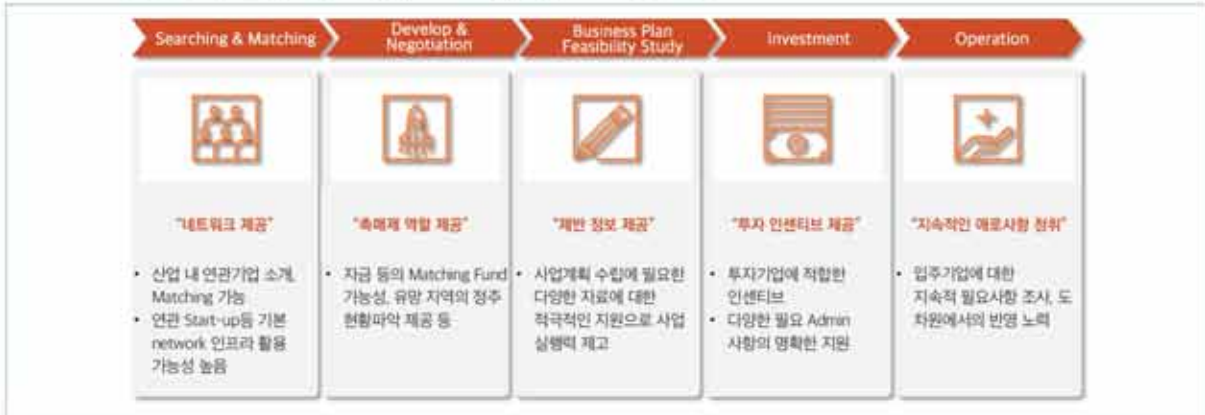 Searching & Matching
Develop &
Negotiation
Business Plan
Feasibility Study
Investment
Operation
"네트워크 제공"
• 산업 내 연관기업 소개,
Matching 가능
• 연관 Start-up등 기본
network 인프라 활용
가능성 높음
"촉매제 역할 제공"
• 자금 등의 Matching Fund
가능성, 유망 지역의 정주
현황파악 제공 등
"제반 정보 제공"
• 사업계획 수립에 필요한
다양한 자료에 대한
적극적인 지원으로 사업
실행력 제고
"투자 인센티브 제공"
• 투자기업에 적합한
인센티브
• 다양한 필요 Admin
사항의 명확한 지원
"지속적인 애로사항 청취"
• 입주기업에 대한
지속적 필요사항 조사, 도
차원에서의 반영 노력